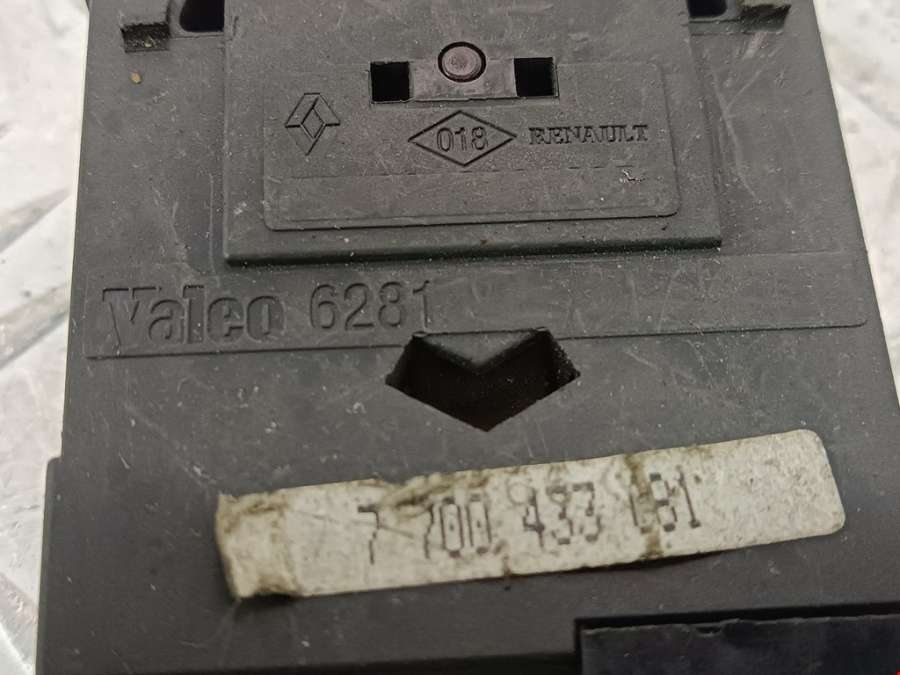 018 RENAULT
Valeo 6281
7 700 433 081